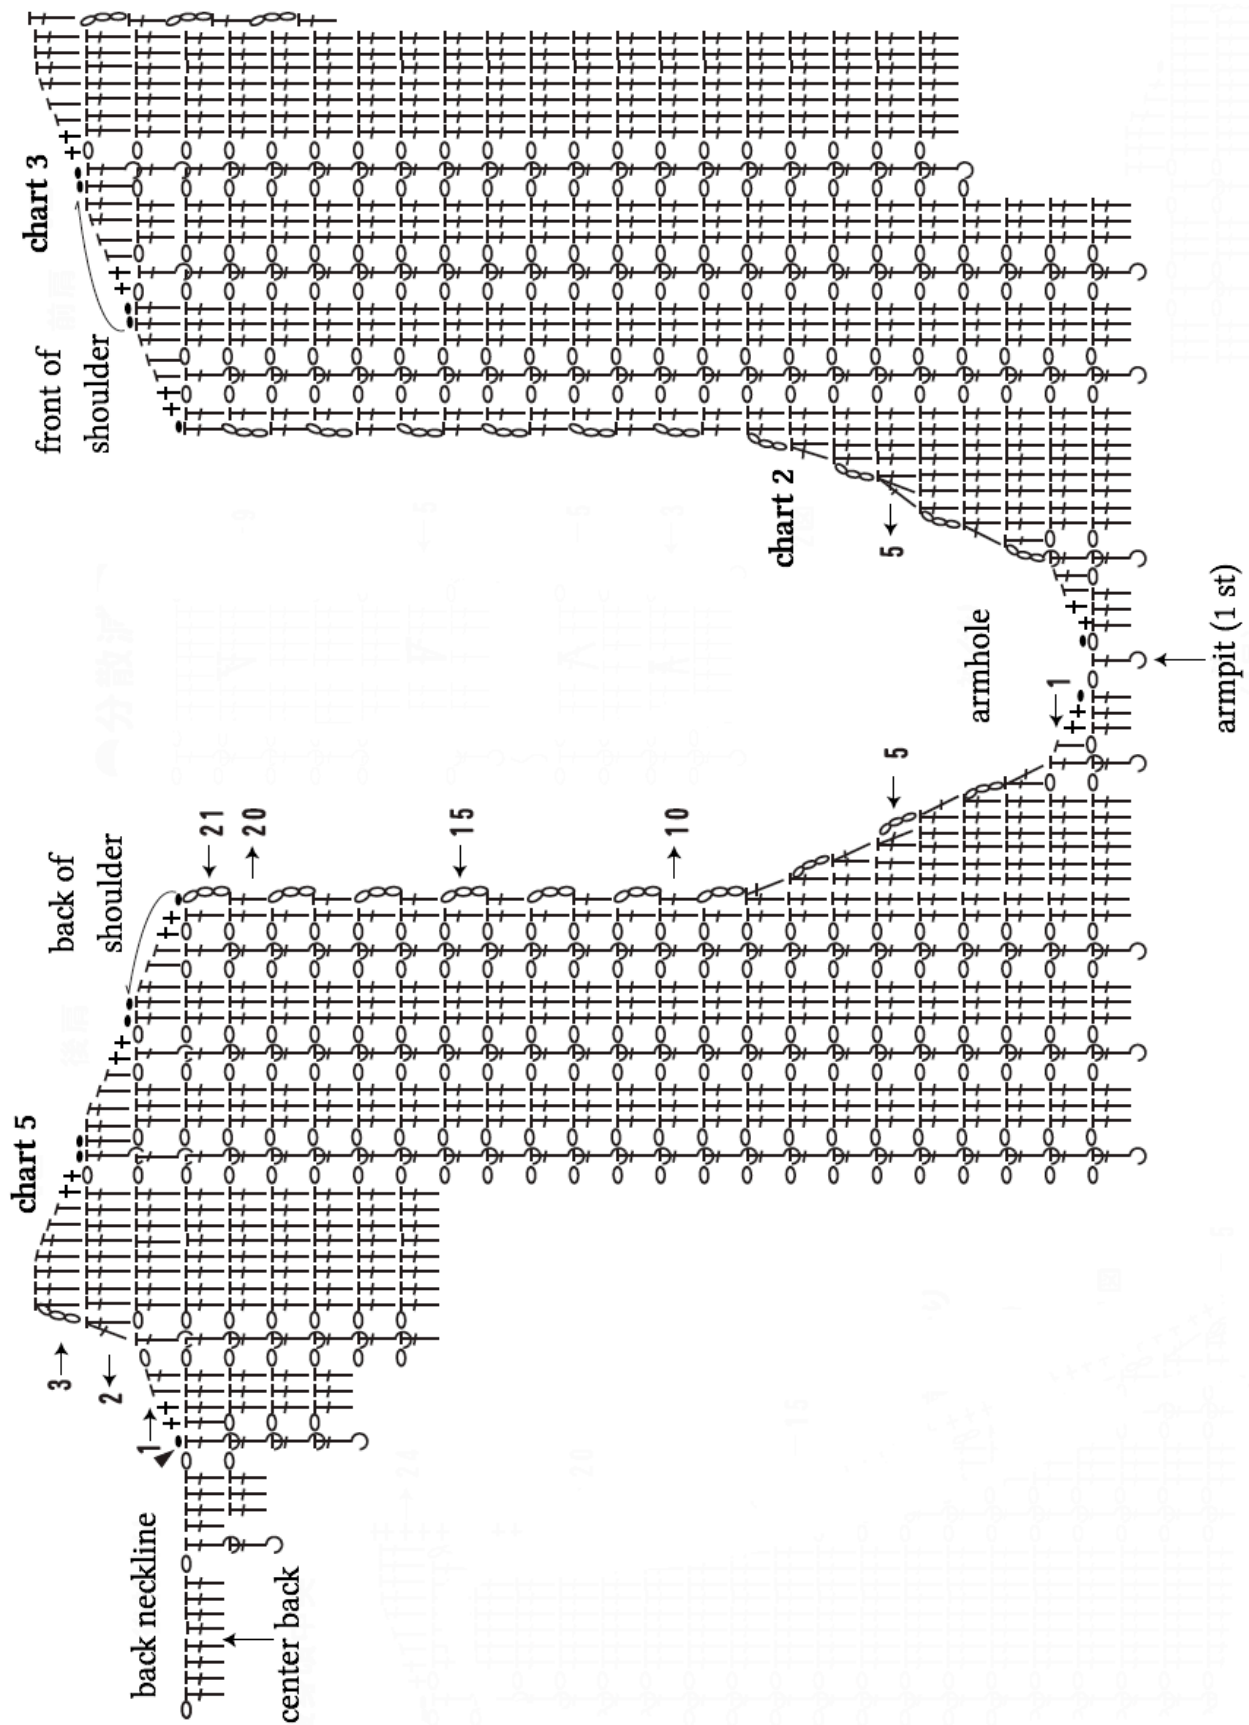 chart 3
front of
shoulder
chart 2
5
armhole
1
armpit (1 st)
5
back of
shoulder
21
20
15
10
chart 5
3
2
1
back neckline
center back